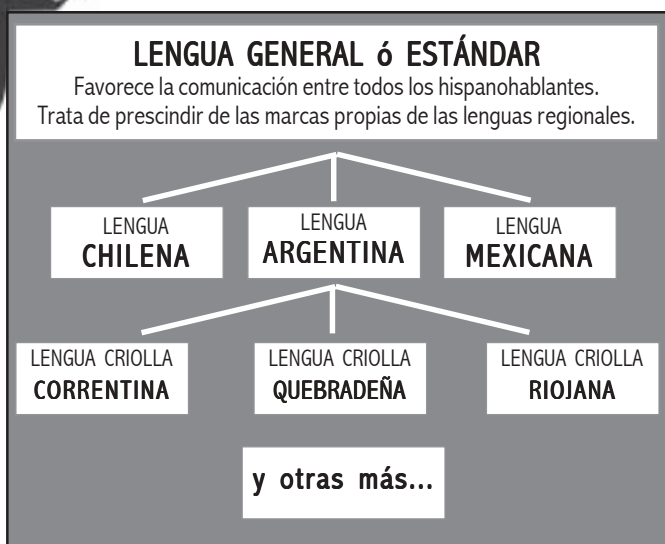 LENGUA GENERAL ó ESTÁNDAR
Favorece la comunicación entre todos los hispanohablantes.
Trata de prescindir de las marcas propias de las lenguas regionales.
LENGUA
CHILENA
LENGUA
ARGENTINA
LENGUA
MEXICANA
LENGUA CRIOLLA
CORRENTINA
LENGUA CRIOLLA
QUEBRADEÑA
LENGUA CRIOLLA
RIOJANA
y otras más...